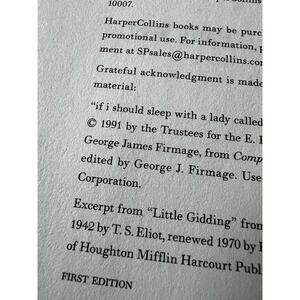 10007.
HarperCollins books may be purc
promotional use. For information, p
ment at SPsales@harpercollins.com
Grateful acknowledgment is made
material:
"if i should sleep with a lady called
© 1991 by the Trustees for the E. E
George James Firmage, from Comp
edited by George J. Firmage. Use
Corporation.
Excerpt from "Little Gidding" from
1942 by T. S. Eliot, renewed 1970 by
of Houghton Mifflin Harcourt Publ
FIRST EDITION